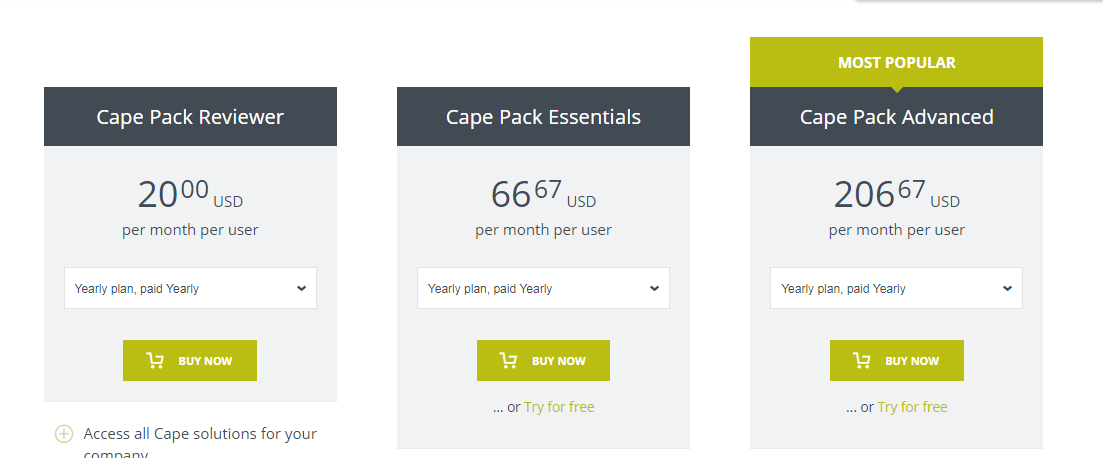 MOST POPULAR
Cape Pack Reviewer
20 00 USD
per month per user
Yearly plan, paid Yearly
BUY NOW
Access all Cape solutions for your
company
Cape Pack Essentials
66 67 USD
per month per user
Yearly plan, paid Yearly
BUY NOW
... or Try for free
Cape Pack Advanced
206 67 USD
per month per user
Yearly plan, paid Yearly
BUY NOW
... or Try for free